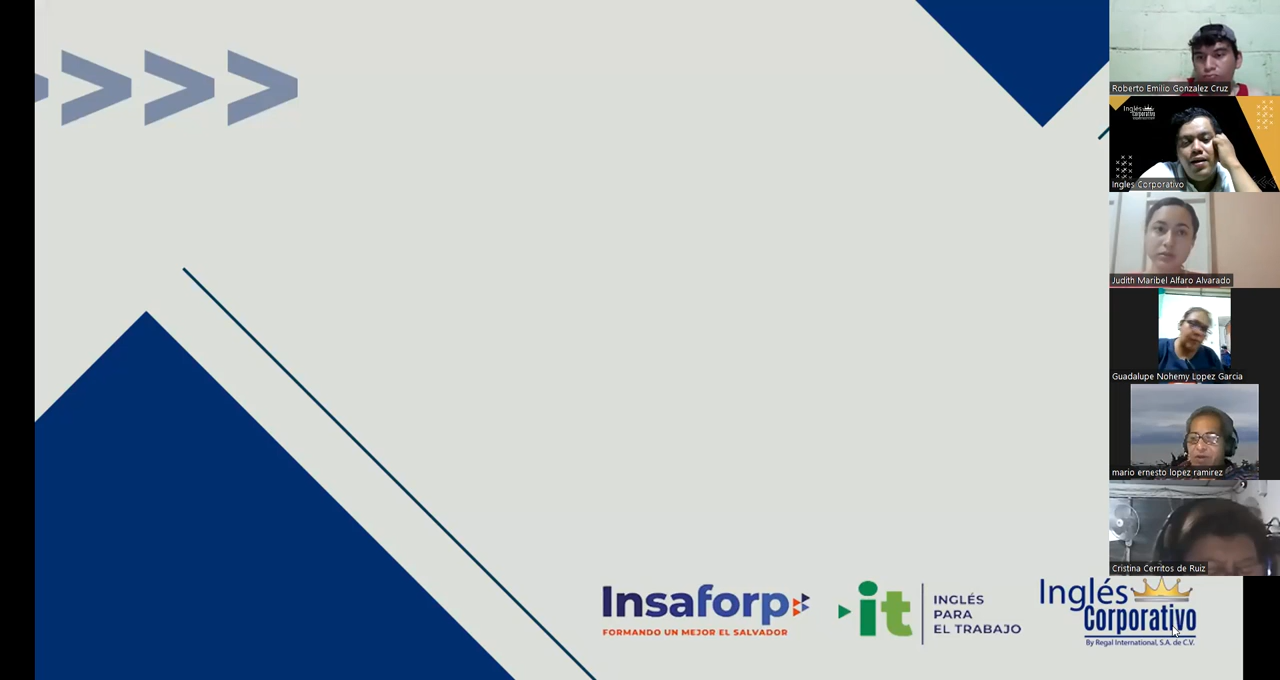 Roberto Emilio Gonzalez Cruz
Inglés
Corporativo
Ingles Corporativo
Judith Maribel Alfaro Alvarado
Guadalupe Nohemy Lopez Garcia
mario ernesto lopez ramirez
Cristina Cerritos de Ruiz
Insaforp
FORMANDO UN MEJOR EL SALVADOR
it
INGLÉS
PARA
EL TRABAJO
Inglés
Corporativo
By Regal International, S.A. de C.V.